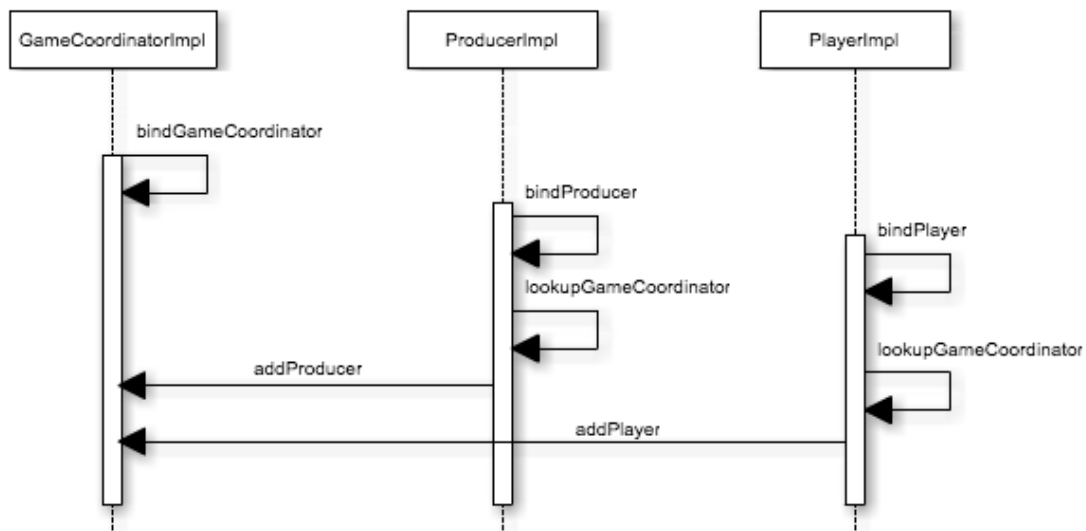 GameCoordinatorImpl
ProducerImpl
PlayerImpl
bindGameCoordinator
bindProducer
bindPlayer
lookupGameCoordinator
lookupGameCoordinator
addProducer
addPlayer